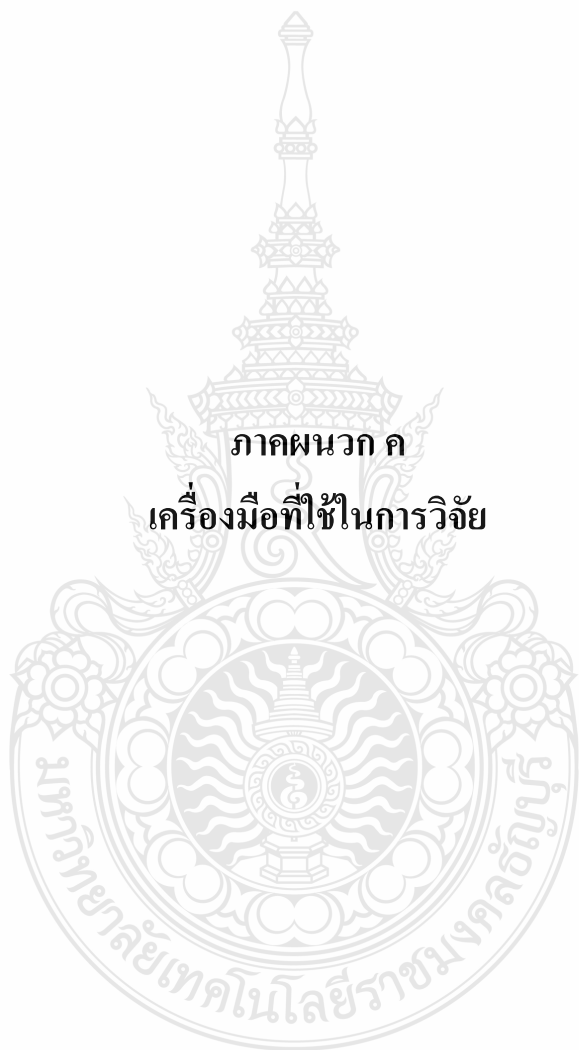 ภาคผนวก ค
เครื่องมือที่ใช้ในการวิจัย
มหาวิทยาลัยเทคโนโลยีราชมงคลธัญบุรี